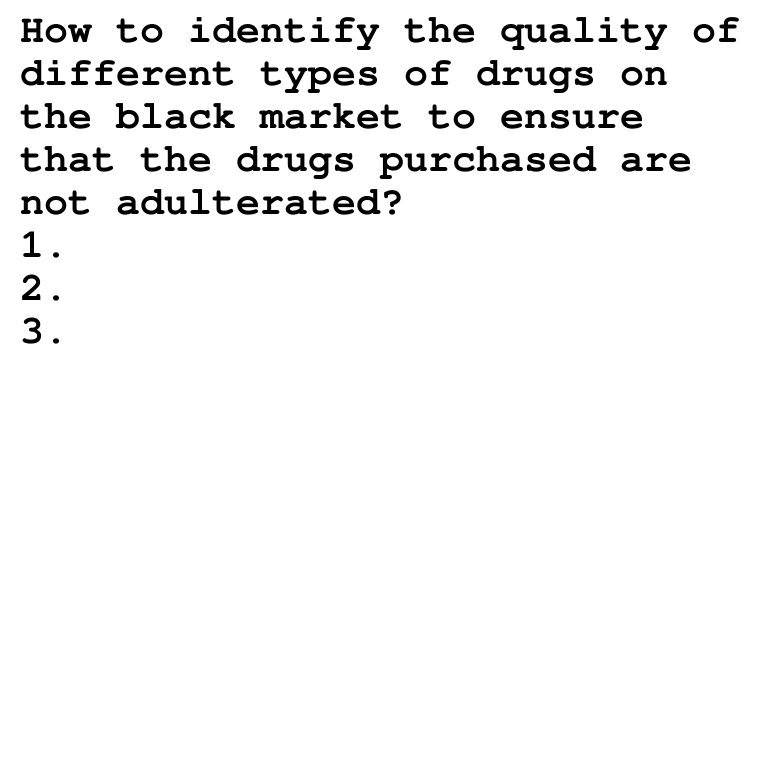 How to identify the quality of
different types of drugs on
the black market to ensure
that the drugs purchased are
not adulterated?
1.
2.
3.